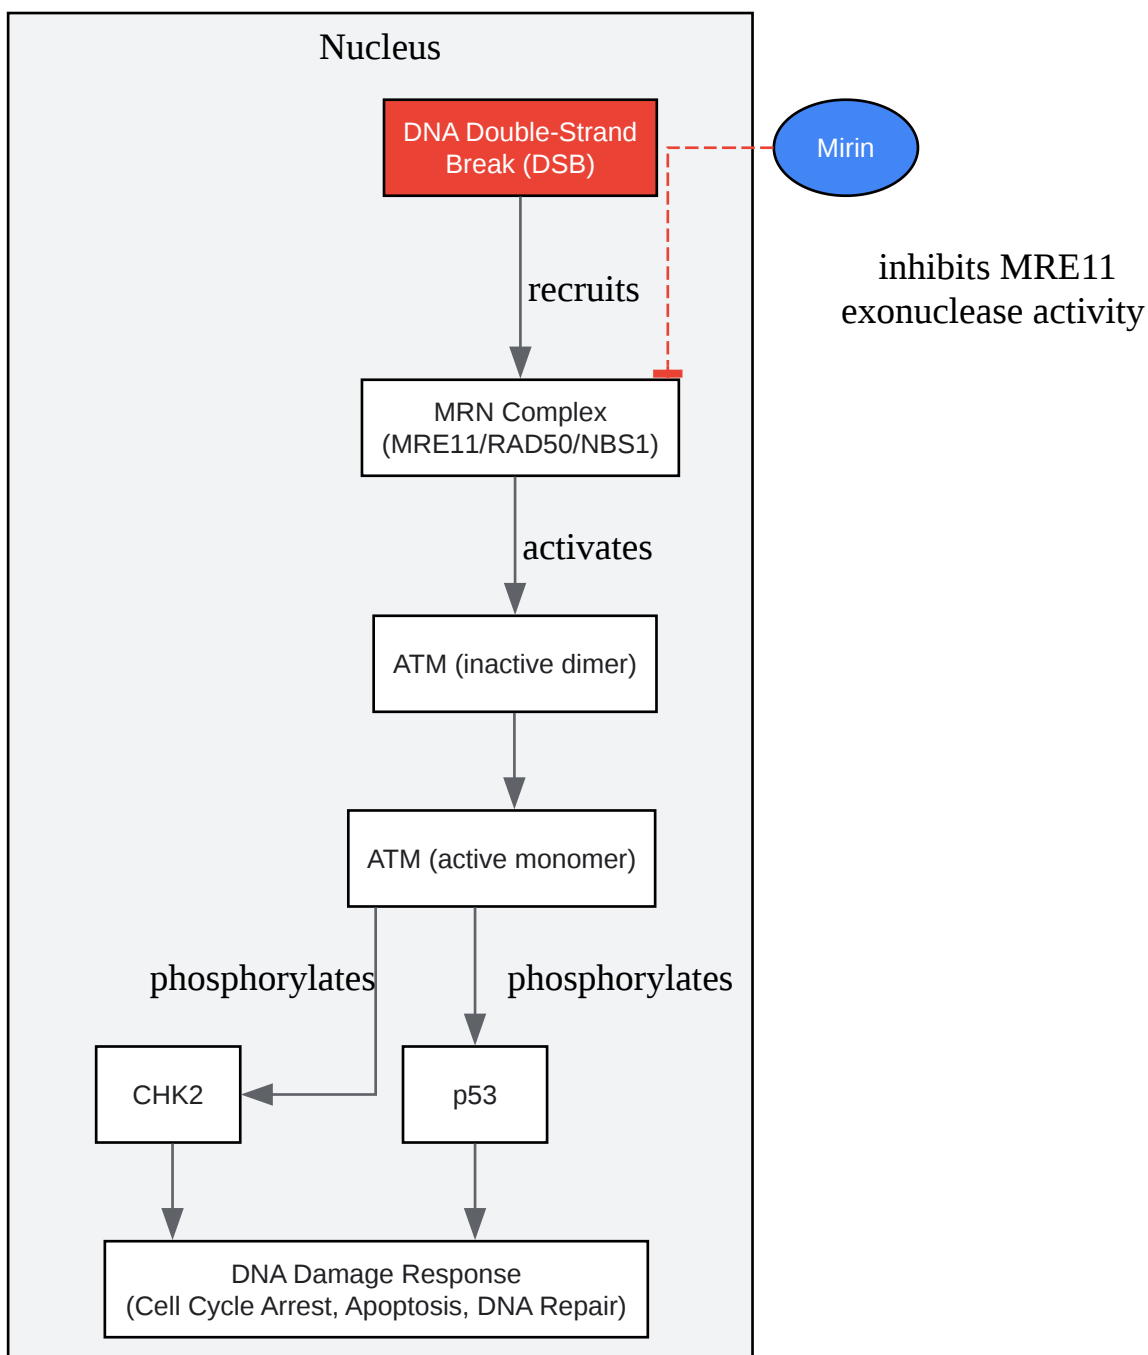 Nucleus
DNA Double-Strand
Break (DSB)
Mirin
inhibits MRE11
exonuclease activity
recruits
MRN Complex
(MRE11/RAD50/NBS1)
activates
ATM (inactive dimer)
ATM (active monomer)
phosphorylates
phosphorylates
CHK2
p53
DNA Damage Response
(Cell Cycle Arrest, Apoptosis, DNA Repair)